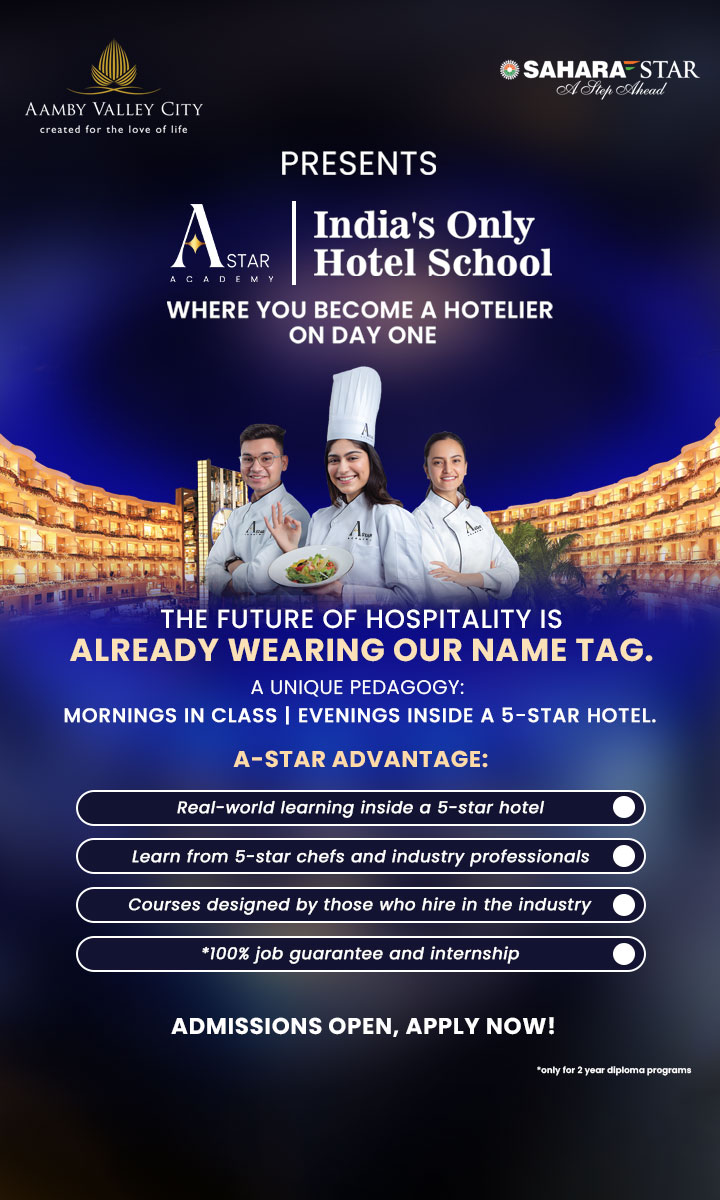 AAMBY VALLEY CITY
created for the love of life
SAHARA STAR
A Step Ahead
PRESENTS
A STAR
ACADEMY
India's Only
Hotel School
WHERE YOU BECOME A HOTELIER
ON DAY ONE
A STAR
ACADEMY
A STAR
ACADEMY
THE FUTURE OF HOSPITALITY IS
ALREADY WEARING OUR NAME TAG.
A UNIQUE PEDAGOGY:
MORNINGS IN CLASS | EVENINGS INSIDE A 5-STAR HOTEL.
A-STAR ADVANTAGE:
Real-world learning inside a 5-star hotel
Learn from 5-star chefs and industry professionals
Courses designed by those who hire in the industry
*100% job guarantee and internship
ADMISSIONS OPEN, APPLY NOW!
*only for 2 year diploma programs